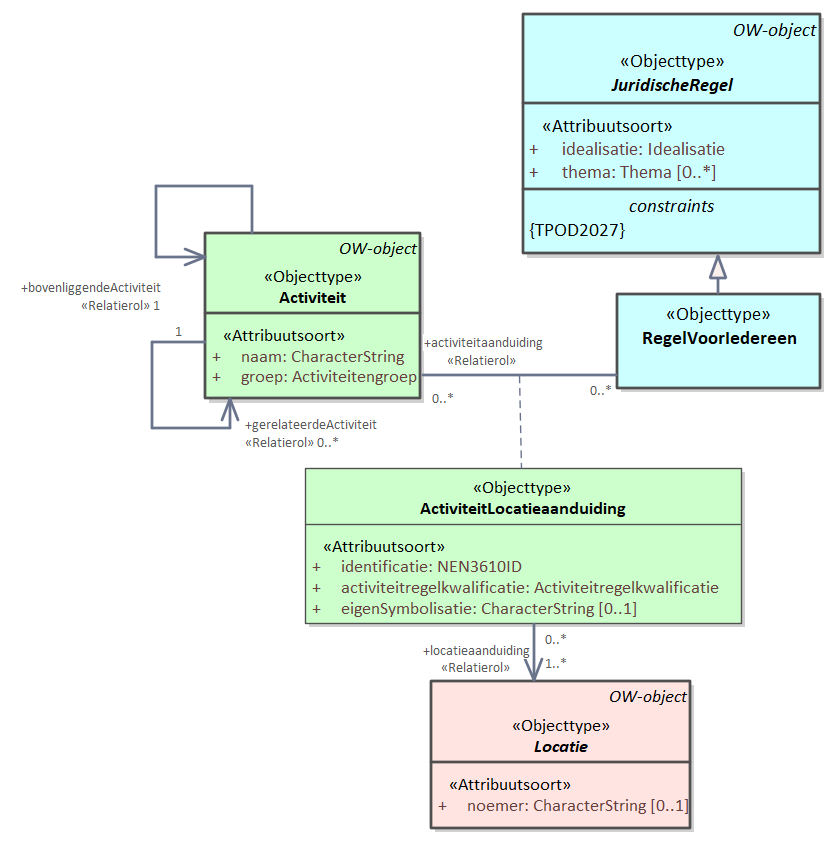 OW-object
«Objecttype»
JuridischeRegel
«Attribuutsoort»
+ idealisatie: Idealisatie
+ thema: Thema [0..*]
constraints
{TPOD2027}
OW-object
«Objecttype»
Activiteit
«Attribuutsoort»
+ naam: CharacterString
+ groep: Activiteitengroep
+bovenliggendeActiviteit
«Relatierol» 1
1
+gerelateerdeActiviteit
«Relatierol» 0..*
+activiteitaanduiding
«Relatierol»
0..*
0..*
«Objecttype»
RegelVoorIedereen
«Objecttype»
ActiviteitLocatieaanduiding
«Attribuutsoort»
+ identificatie: NEN3610ID
+ activiteitregelkwalificatie: Activiteitregelkwalificatie
+ eigenSymbolisatie: CharacterString [0..1]
0..*
+locatieaanduiding
«Relatierol»
1..*
OW-object
«Objecttype»
Locatie
«Attribuutsoort»
+ noemer: CharacterString [0..1]